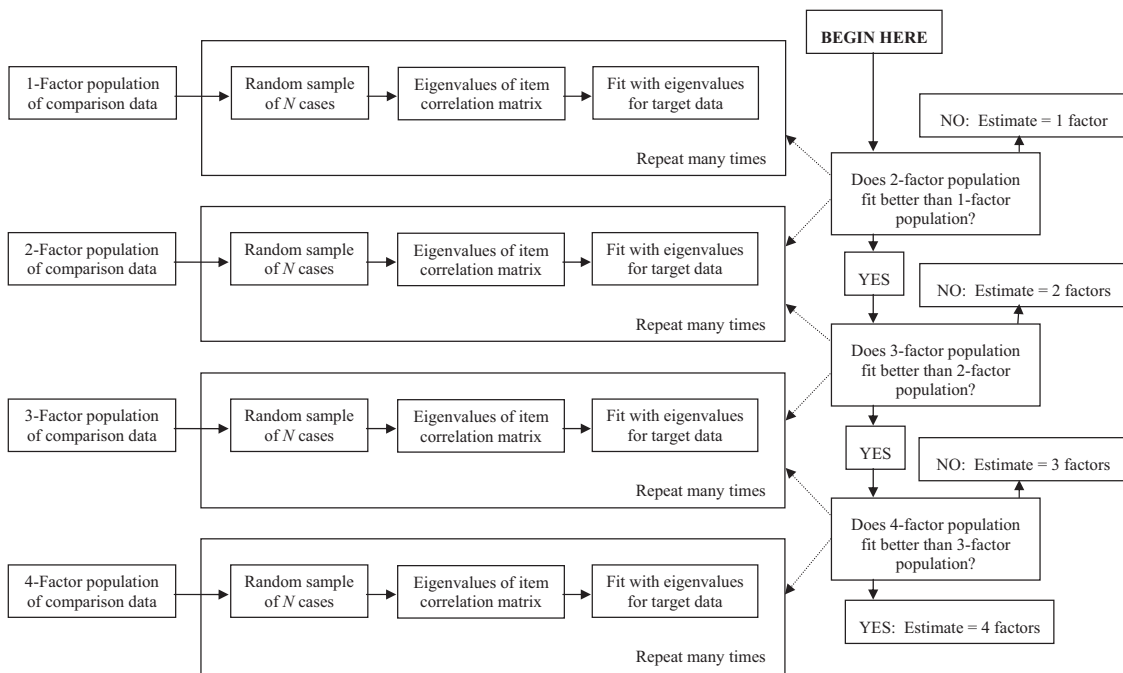 BEGIN HERE
1-Factor population
of comparison data
Random sample
of N cases
Eigenvalues of item
correlation matrix
Fit with eigenvalues
for target data
Repeat many times
NO: Estimate = 1 factor
Does 2-factor population
fit better than 1-factor
population?
2-Factor population
of comparison data
Random sample
of N cases
Eigenvalues of item
correlation matrix
Fit with eigenvalues
for target data
Repeat many times
YES
NO: Estimate = 2 factors
Does 3-factor population
fit better than 2-factor
population?
3-Factor population
of comparison data
Random sample
of N cases
Eigenvalues of item
correlation matrix
Fit with eigenvalues
for target data
Repeat many times
YES
NO: Estimate = 3 factors
Does 4-factor population
fit better than 3-factor
population?
4-Factor population
of comparison data
Random sample
of N cases
Eigenvalues of item
correlation matrix
Fit with eigenvalues
for target data
Repeat many times
YES: Estimate = 4 factors